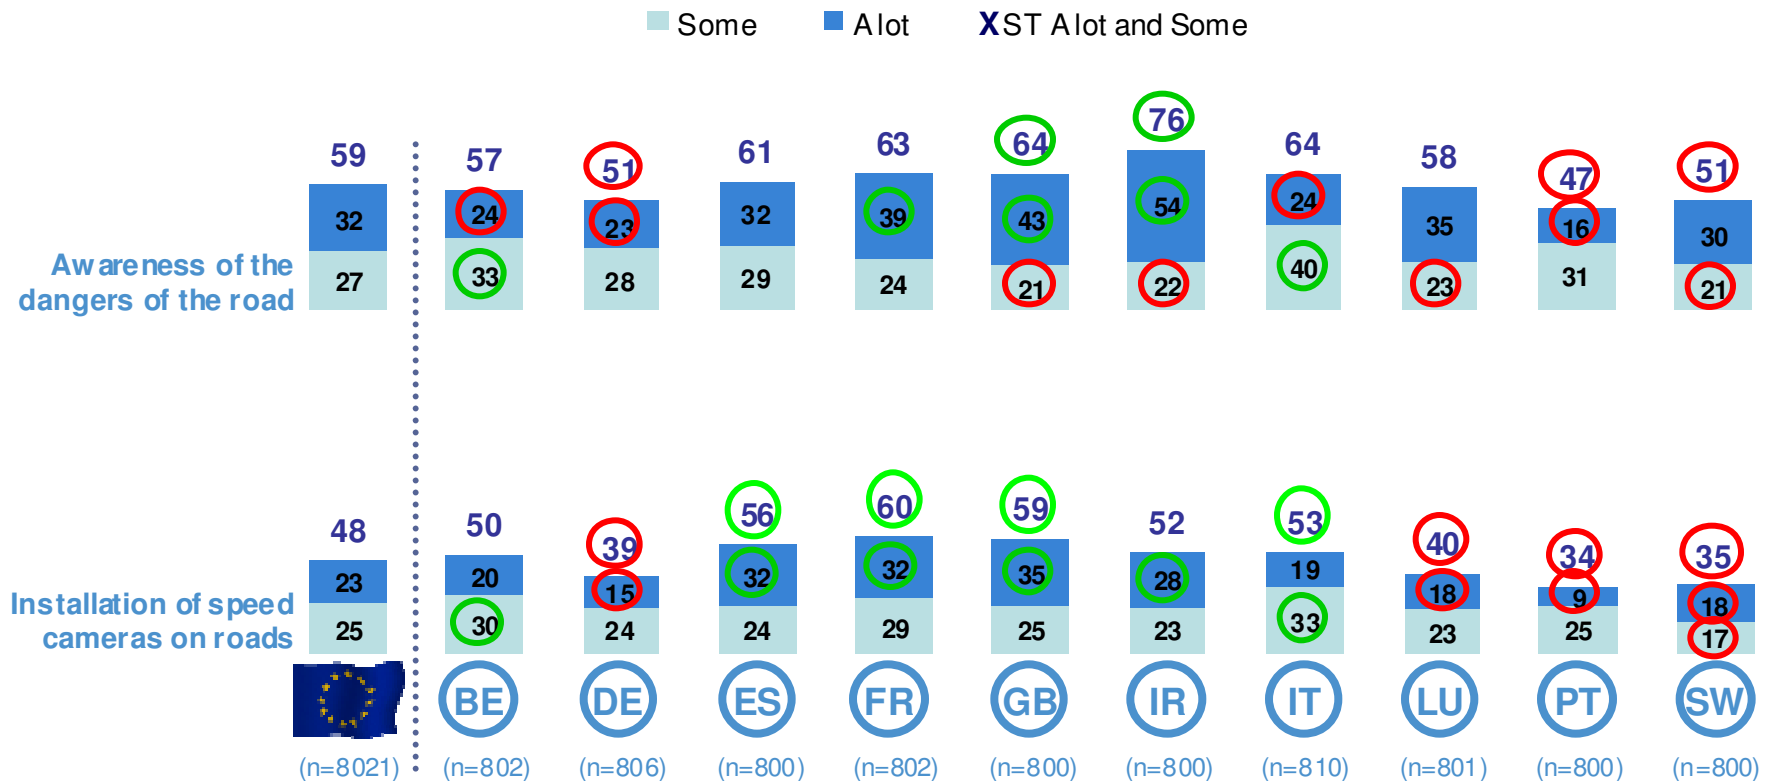 Some A lot XST A lot and Some
59 57 51 61 63 64 76 64 58 47 51
32 24 23 32 39 43 54 24 35 16 30
Awareness of the
dangers of the road
27 33 28 29 24 21 22 40 23 31 21
48 50 39 56 60 59 52 53 40 34 35
23 20 15 32 32 35 28 19 18 9 18
Installation of speed
cameras on roads
25 30 24 24 29 25 23 33 23 25 17
BE DE ES FR GB IR IT LU PT SW
(n=8021) (n=802) (n=806) (n=800) (n=802) (n=800) (n=800) (n=810) (n=801) (n=800) (n=800)